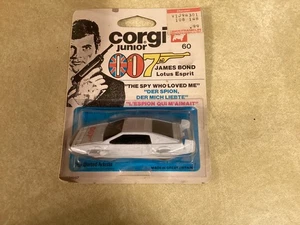 corgi
junior
60
007
JAMES BOND
Lotus Esprit
"THE SPY WHO LOVED ME"
"DER SPION,
DER MICH LIEBTE"
"L'ESPION QUI M'AIMAIT"